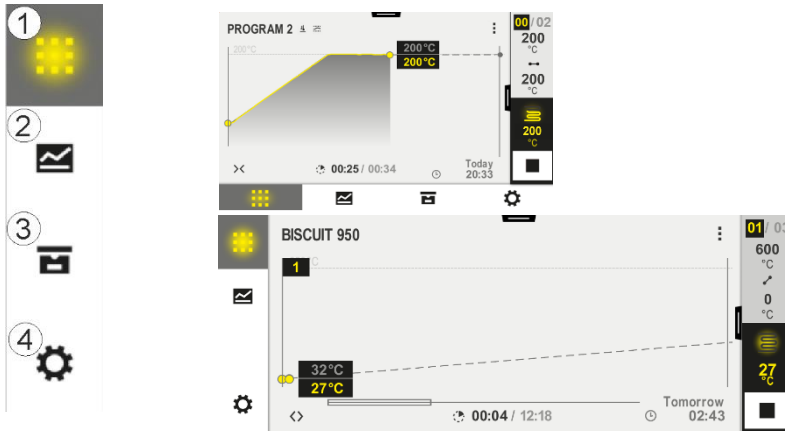 1
2
3
4
PROGRAM 2
200°C
200°C
200°C
00:25 / 00:34
Today
20:33
00 / 02
200
°C
200
°C
200
°C
BISCUIT 950
1
°C
32°C
27°C
00:04 / 12:18
Tomorrow
02:43
01 / 03
600
°C
0
°C
27
°C